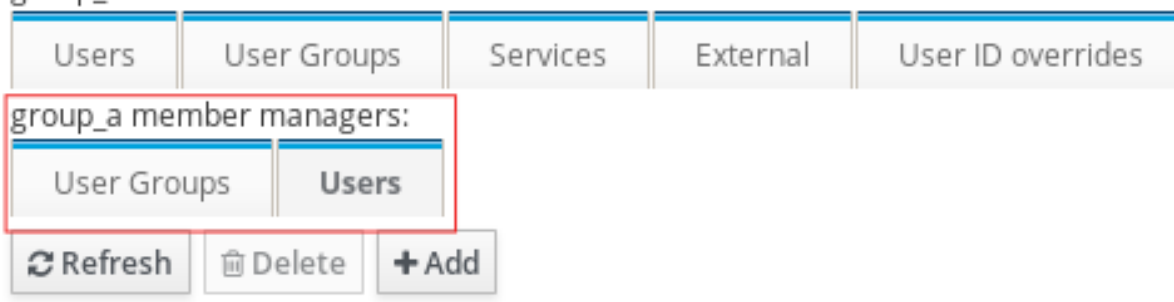 Users User Groups Services External User ID overrides
group_a member managers:
User Groups Users
Refresh Delete Add